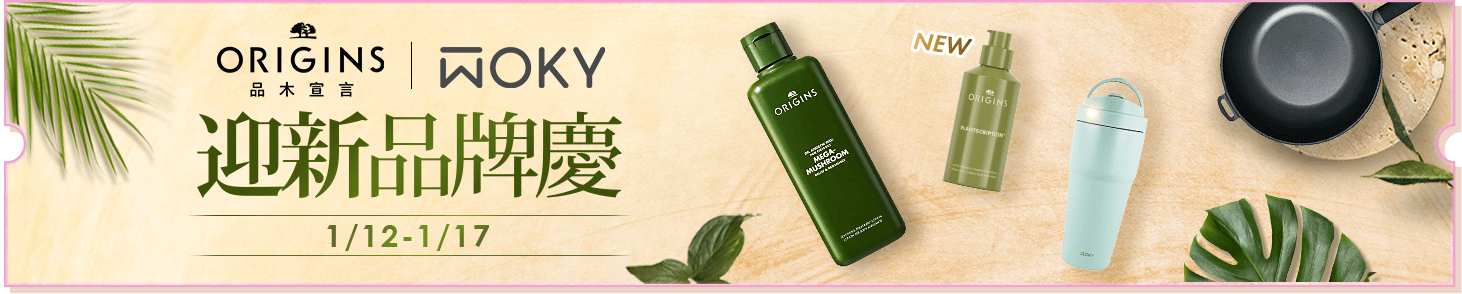 ORIGINS
品木宣言
WOKY
迎新品牌慶
1/12-1/17
ORIGINS
MEGA-
MUSHROOM
NEW
ORIGINS
PLANTSCRIPTION
WOKY